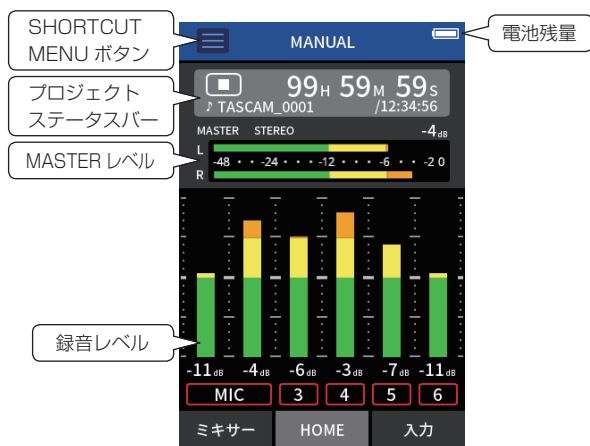 SHORTCUT
MENU ボタン
MANUAL
電池残量
プロジェクト
ステータスバー
99H 59M 59S
♪ TASCAM_0001
/12:34:56
MASTER STEREO
-4dB
MASTER レベル
L
-48 ・ ・ -24 ・ ・ ・ -12 ・ ・ ・ -6 ・ ・ -2 0
R
録音レベル
-11dB -4dB -6dB -3dB -7dB -11dB
MIC 3 4 5 6
ミキサー HOME 入力